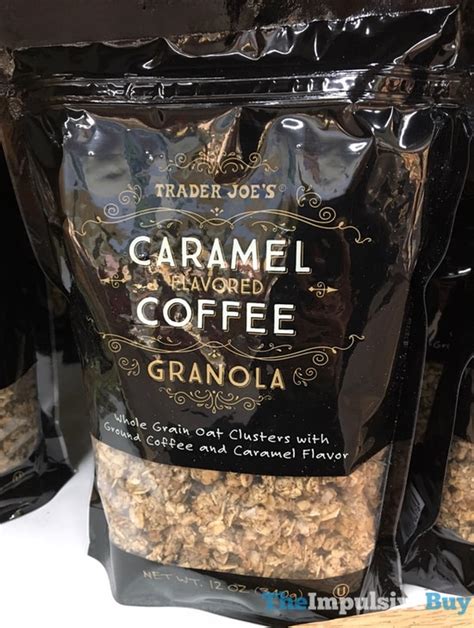 TRADER JOE'S
CARAMEL
FLAVORED
COFFEE
GRANOLA
Whole Grain Oat Clusters with
Ground Coffee and Caramel Flavor
NET WT. 12 OZ (340g) U
TheImpulsiveBuy